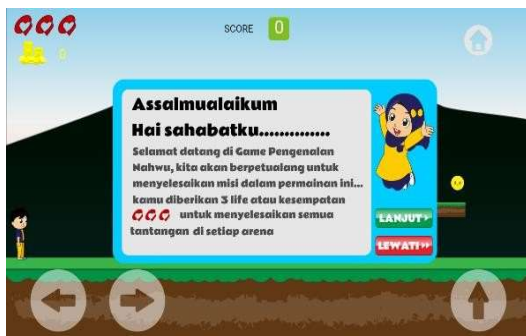 SCORE 0
0
Assalmualaikum
Hai sahabatku..............
Selamat datang di Game Pengenalan
Nahwu, kita akan berpetualang untuk
menyelesaikan misi dalam permainan ini...
kamu diberikan 3 life atau kesempatan
untuk menyelesaikan semua
tantangan di setiap arena
LANJUT
LEWATI